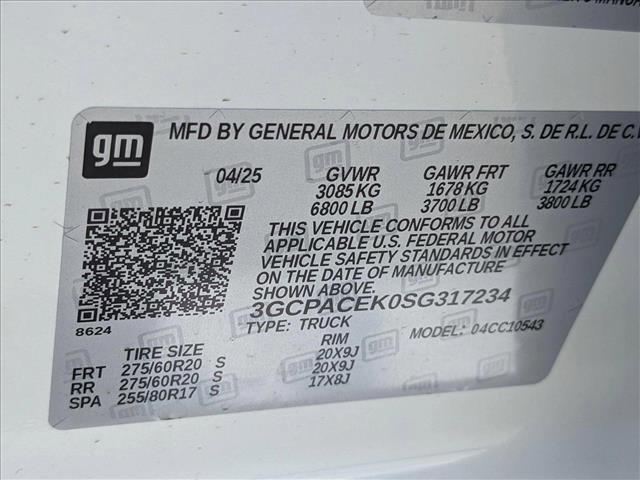 gm
MFD BY GENERAL MOTORS DE MEXICO, S. DE R.L. DE C.V
04/25 GVWR GAWR FRT GAWR RR
3085 KG 1678 KG 1724 KG
6800 LB 3700 LB 3800 LB
THIS VEHICLE CONFORMS TO ALL
APPLICABLE U.S. FEDERAL MOTOR
VEHICLE SAFETY STANDARDS IN EFFECT
ON THE DATE OF MANUFACTURE
SHOWN ABOVE.
8624
3GCPACEK0SG317234
TYPE: TRUCK MODEL: 04CC10543
TIRE SIZE RIM
FRT 275/60R20 S 20X9J
RR 275/60R20 S 20X9J
SPA 255/80R17 S 17X8J